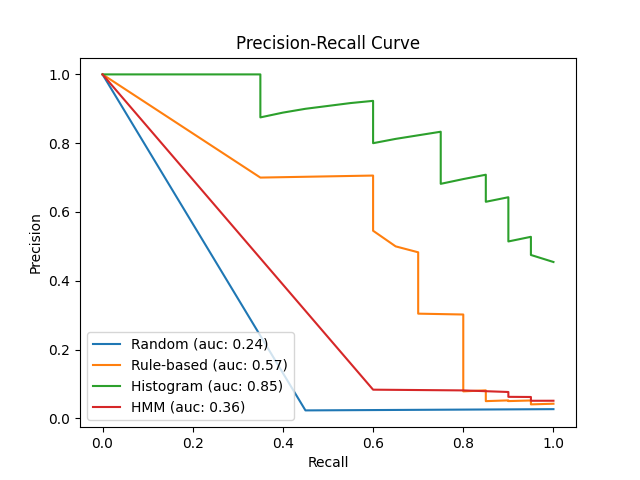 Precision-Recall Curve
Precision
1.0
0.8
0.6
0.4
0.2
0.0
Random (auc: 0.24)
Rule-based (auc: 0.57)
Histogram (auc: 0.85)
HMM (auc: 0.36)
0.0 0.2 0.4 0.6 0.8 1.0
Recall